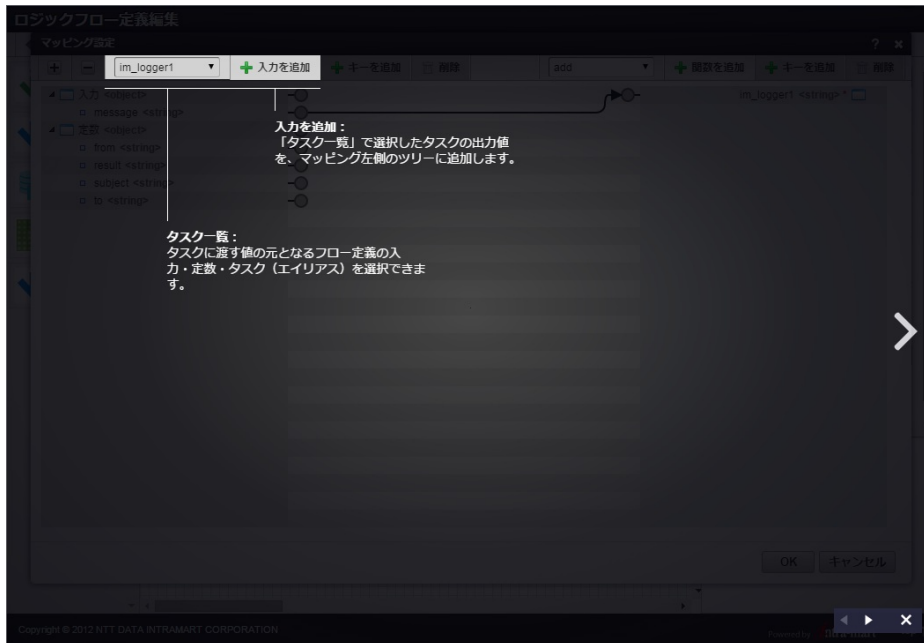 ロジックフロー定義編集
マッピング設定 ? ×
im_logger1 入力を追加 キーを追加 削除 add 関数を追加 キーを追加 削除
入力 <object>
message <string>
im_logger1 <string> *
定数 <object>
from <string>
result <string>
subject <string>
to <string>
入力を追加:
「タスク一覧」で選択したタスクの出力値
を、マッピング左側のツリーに追加します。
タスク一覧:
タスクに渡す値の元となるフロー定義の入
力・定数・タスク(エイリアス)を選択できま
す。
OK キャンセル
Copyright © 2012 NTT DATA INTRAMART CORPORATION
Powered by